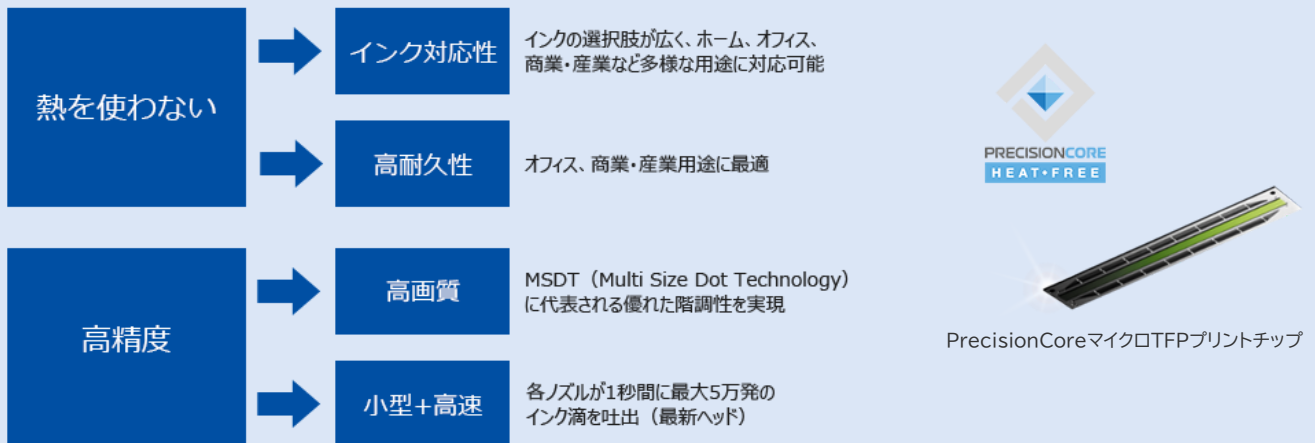 熱を使わない
インク対応性
インクの選択肢が広く、ホーム、オフィス、
商業・産業など多様な用途に対応可能
高耐久性
オフィス、商業・産業用途に最適
高精度
高画質
MSDT（Multi Size Dot Technology）
に代表される優れた階調性を実現
小型+高速
各ノズルが1秒間に最大5万発の
インク滴を吐出（最新ヘッド）
PRECISIONCORE
HEAT•FREE
PrecisionCoreマイクロTFPプリントチップ